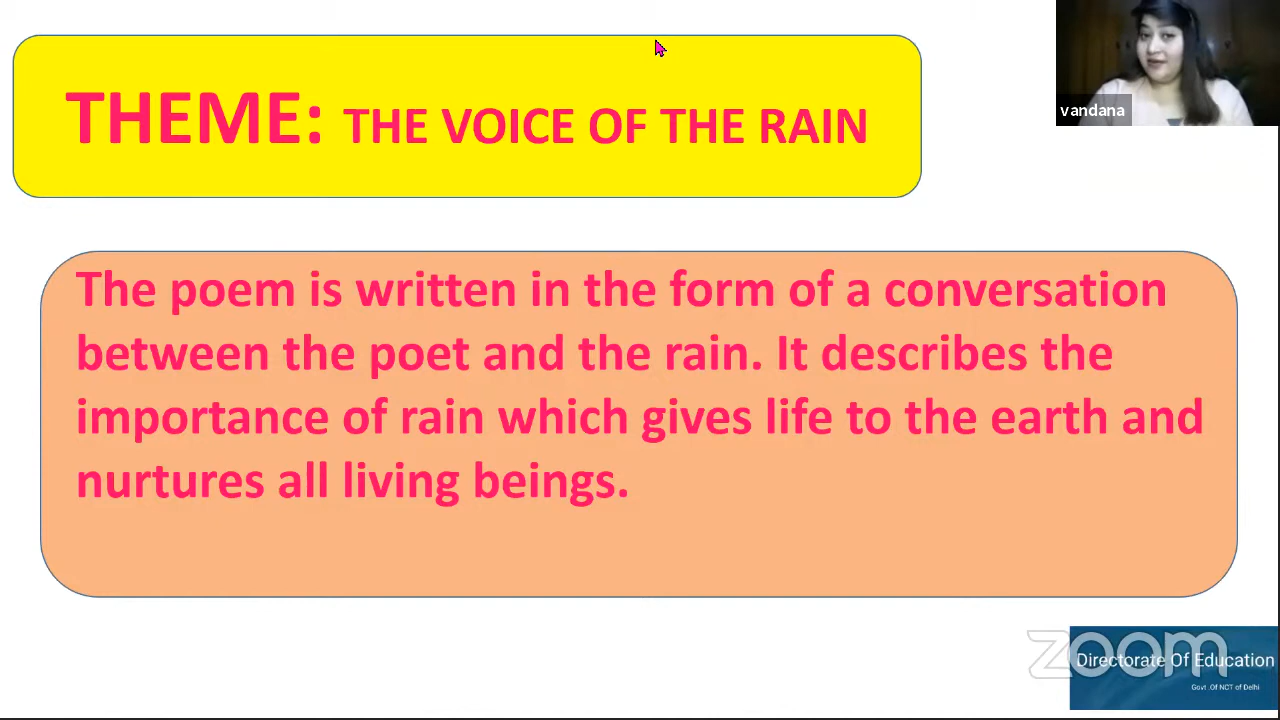 THEME: THE VOICE OF THE RAIN
vandana
The poem is written in the form of a conversation
between the poet and the rain. It describes the
importance of rain which gives life to the earth and
nurtures all living beings.
zoom
Directorate Of Education
Govt .Of NCT of Delhi